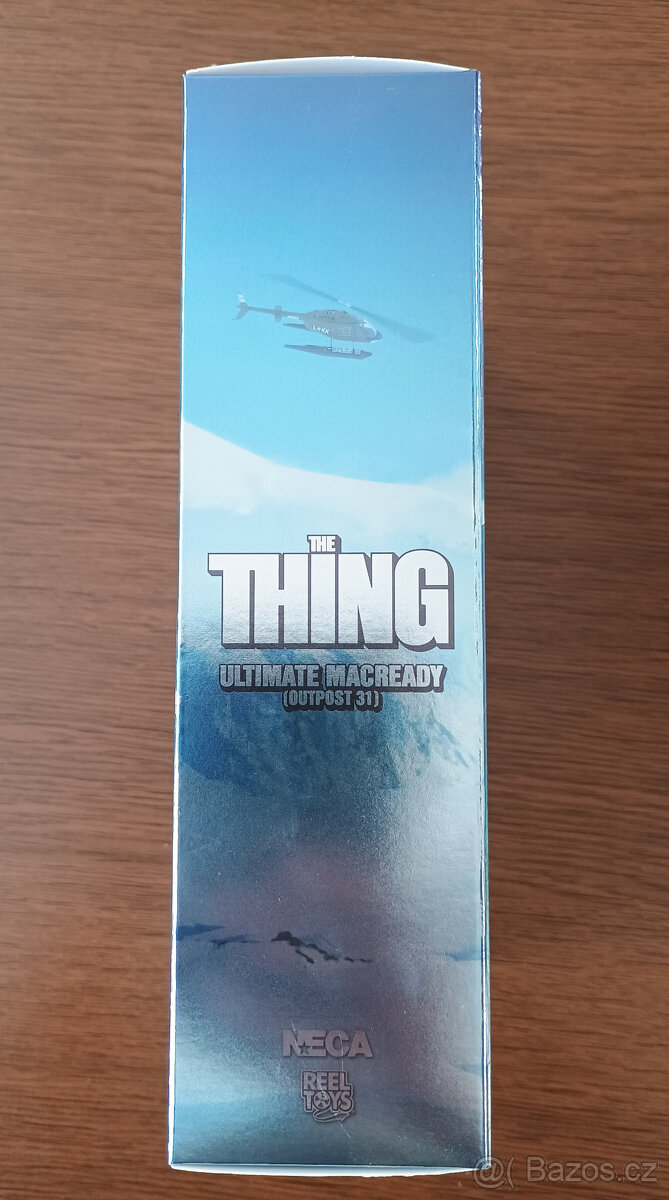 THE
THING
ULTIMATE MACREADY
(OUTPOST 31)
NECA
REEL
TOYS
@( Bazos.cz